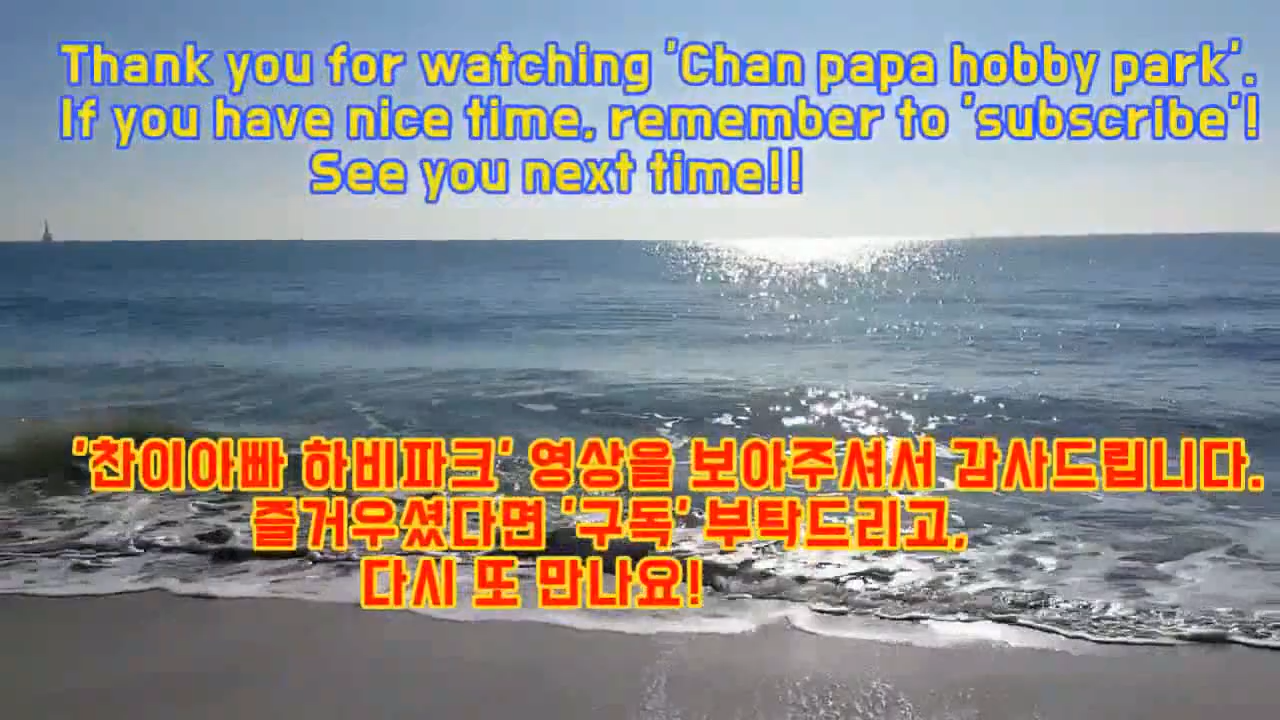 Thank you for watching 'Chan papa hobby park'.
If you have nice time, remember to 'subscribe'!
See you next time!!
'찬이아빠 하비파크' 영상을 보아주셔서 감사드립니다.
즐거우셨다면 '구독' 부탁드리고,
다시 또 만나요!